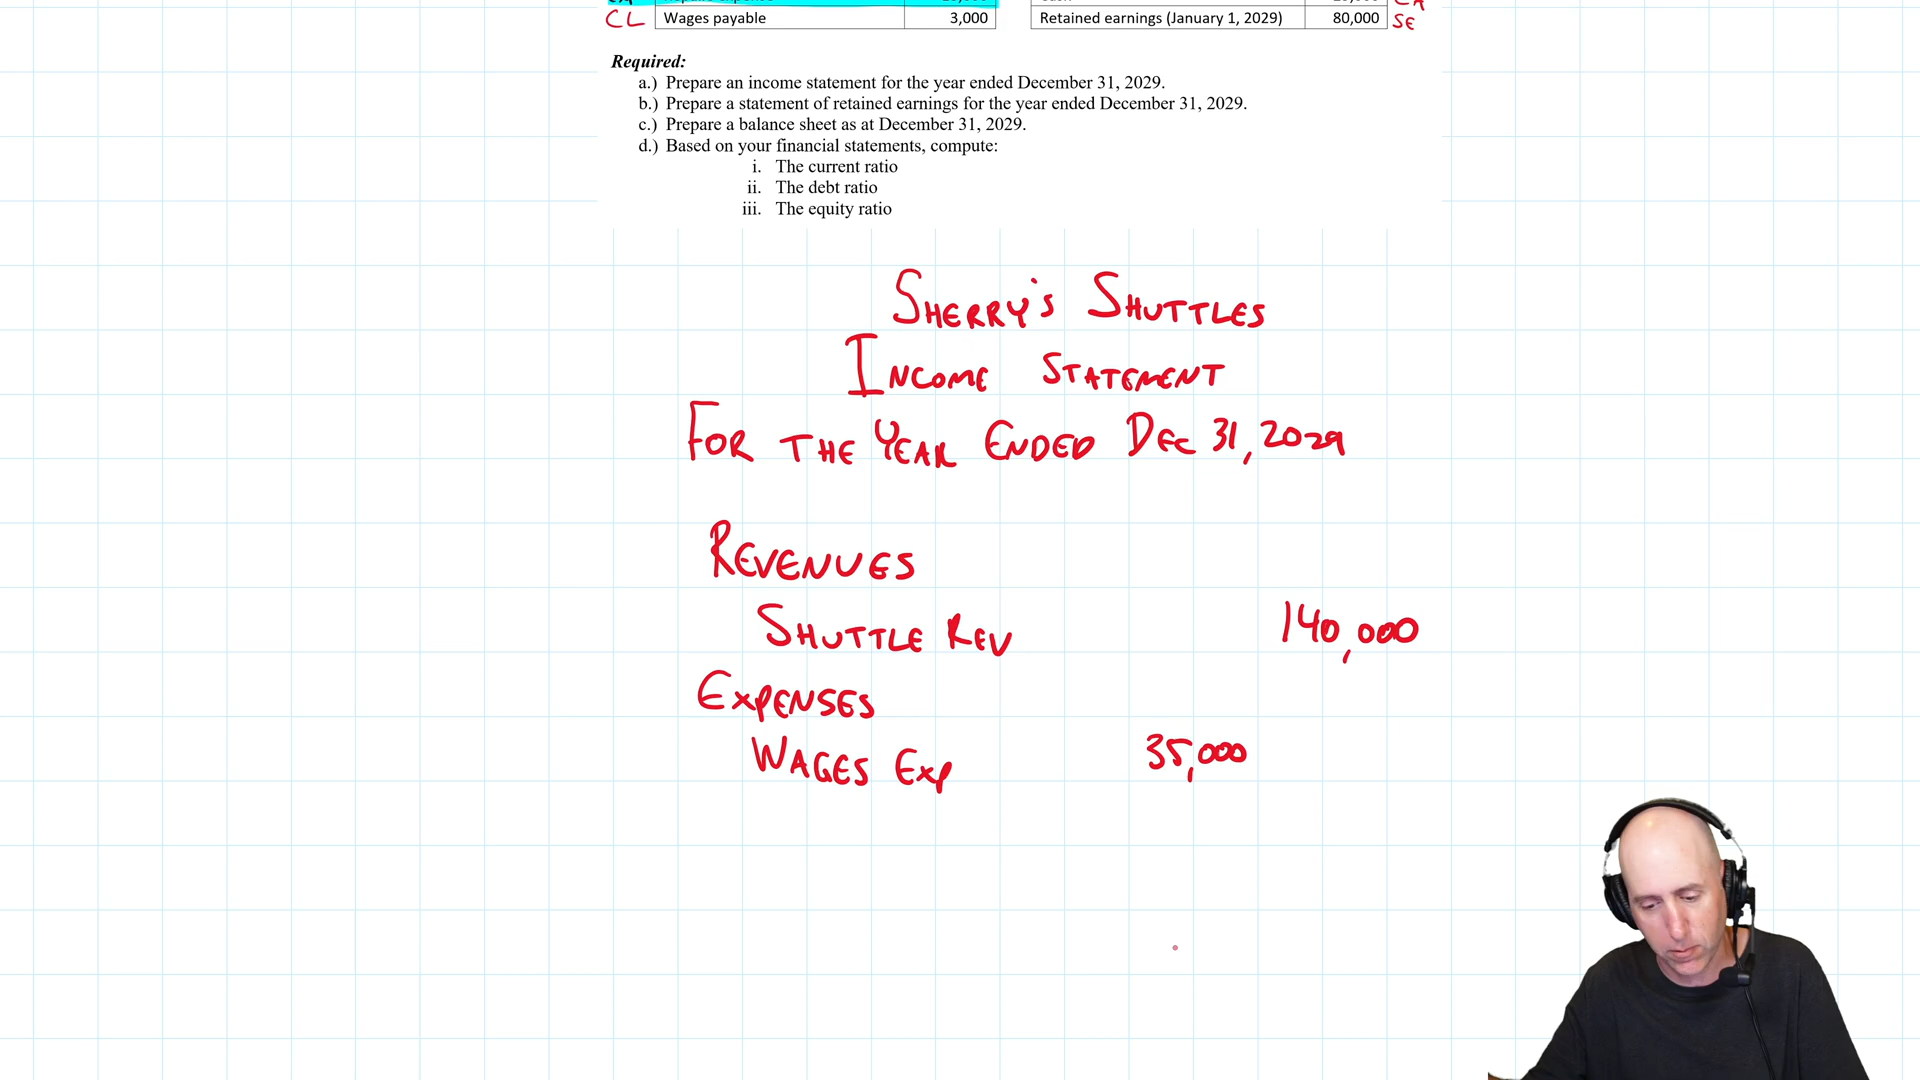 CL Wages payable 3,000 Retained earnings (January 1, 2029) 80,000 SE
Required:
a.) Prepare an income statement for the year ended December 31, 2029.
b.) Prepare a statement of retained earnings for the year ended December 31, 2029.
c.) Prepare a balance sheet as at December 31, 2029.
d.) Based on your financial statements, compute:
i. The current ratio
ii. The debt ratio
iii. The equity ratio
SHERRY'S SHUTTLES
INCOME STATEMENT
FOR THE YEAR ENDED DEC 31, 2029
REVENUES
SHUTTLE REV 140,000
EXPENSES
WAGES EXP 35,000